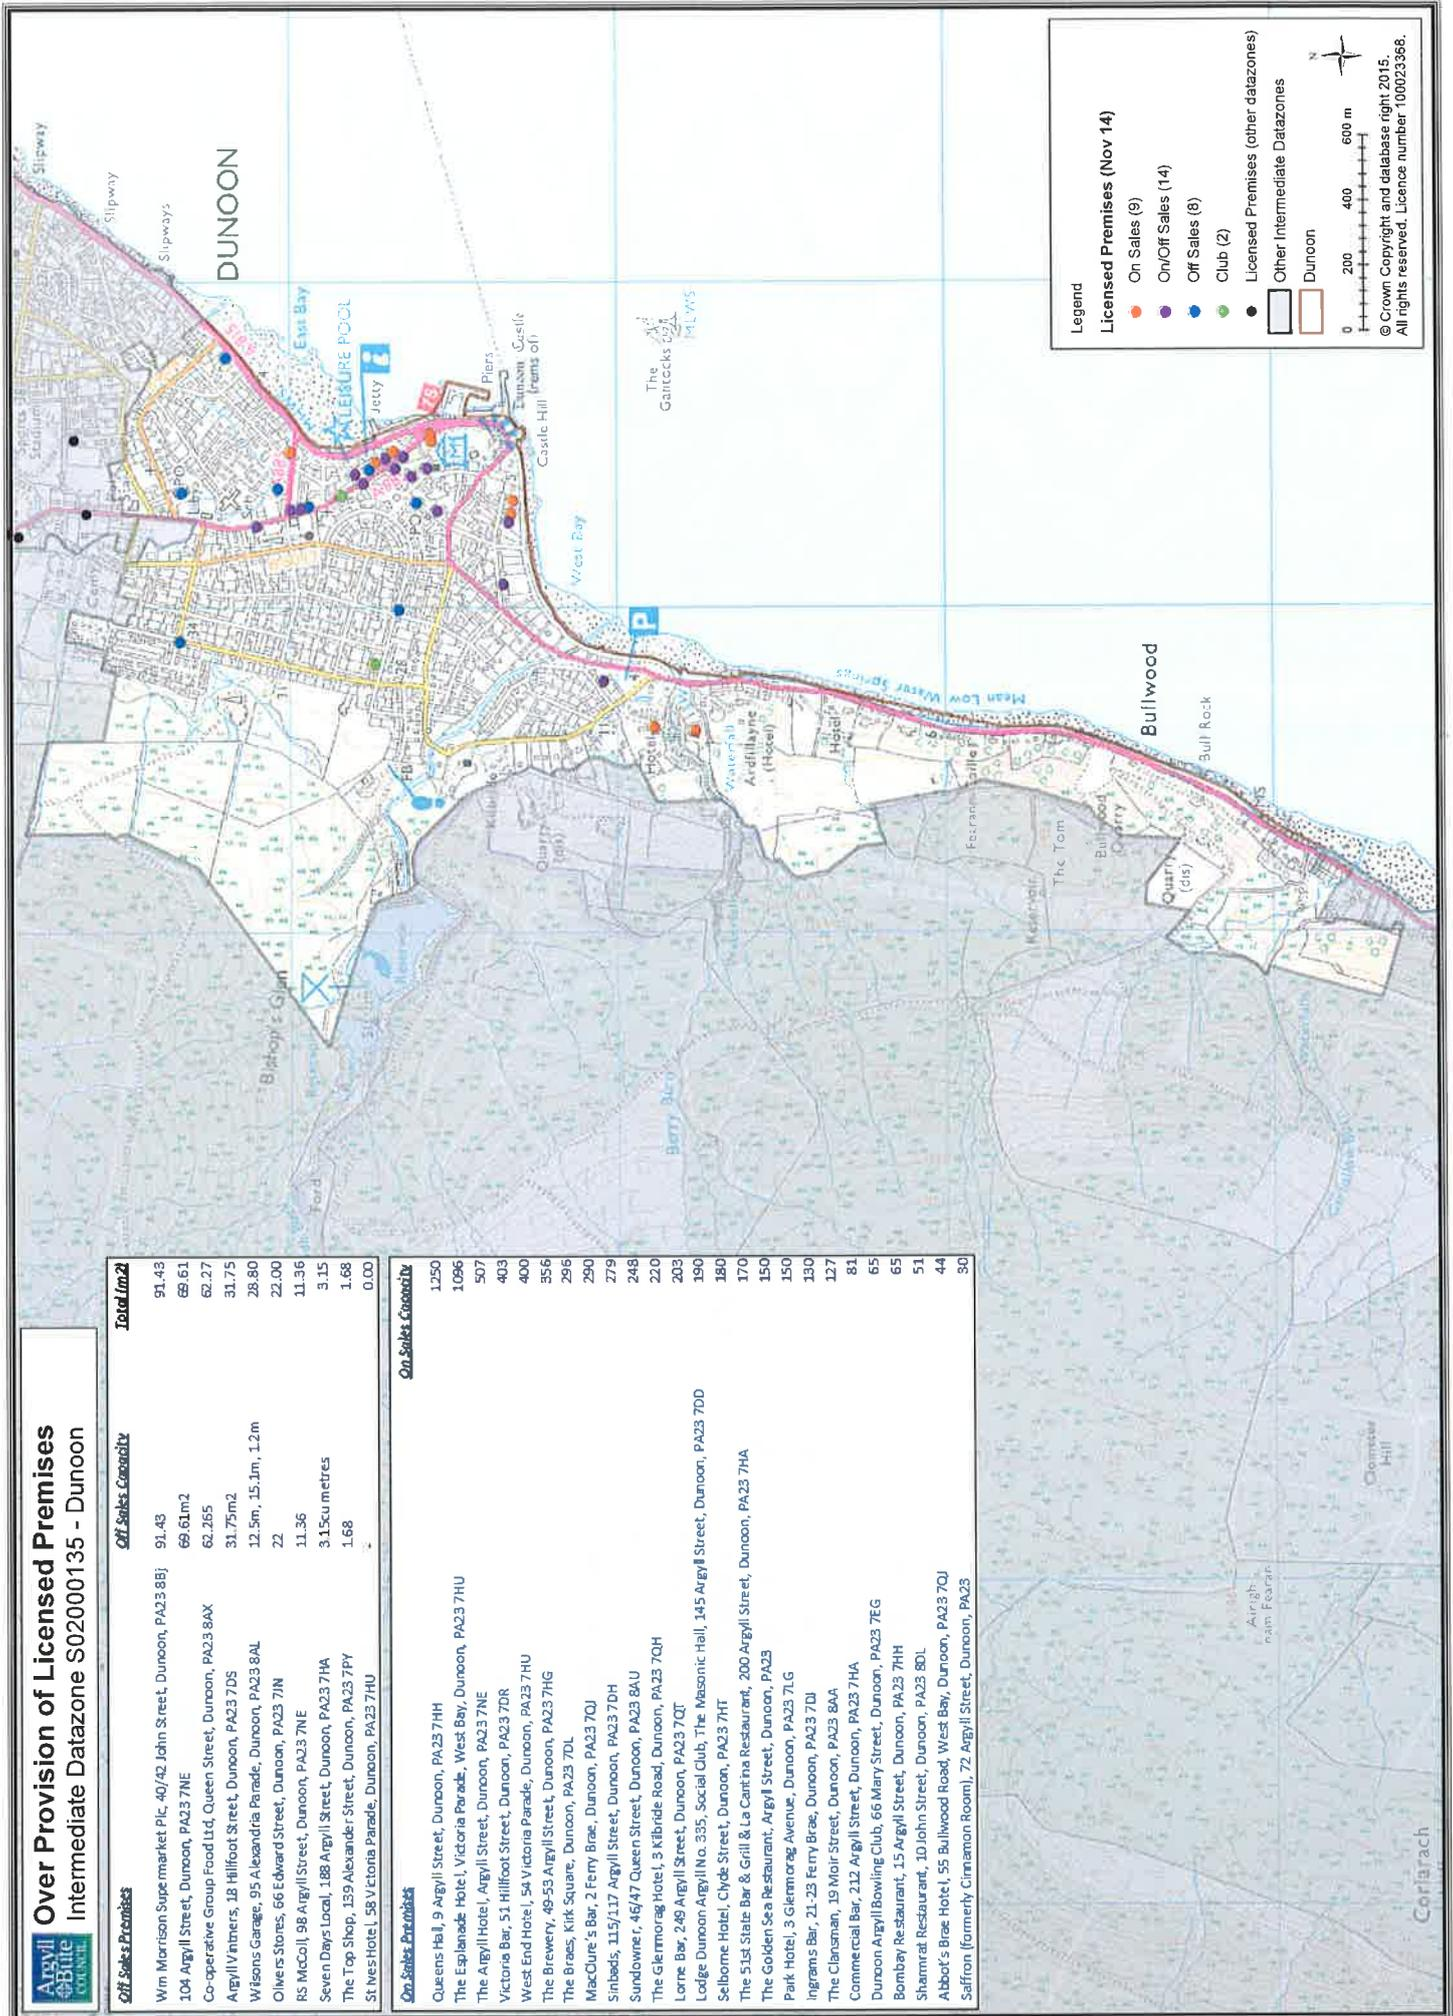 Argyll
&Bute
COUNCIL
Over Provision of Licensed Premises
Intermediate Datazone S02000135 - Dunoon
Off Sales Premises Off Sales Capacity Total (m2)
Wm Morrison Supermarket Plc, 40/42 John Street, Dunoon, PA23 8Bj 91.43 91.43
104 Argyll Street, Dunoon, PA23 7NE 69.61m2 69.61
Co-operative Group Food Ltd, Queen Street, Dunoon, PA23 8AX 62.265 62.27
Argyll Vintners, 18 Hillfoot Street, Dunoon, PA23 7DS 31.75m2 31.75
Wilsons Garage, 95 Alexandria Parade, Dunoon, PA23 8AL 12.5m, 15.1m, 1.2m 28.80
Olivers Stores, 66 Edward Street, Dunoon, PA23 7JN 22 22.00
RS McColl, 98 Argyll Street, Dunoon, PA23 7NE 11.36 11.36
Seven Days Local, 188 Argyll Street, Dunoon, PA23 7HA 3.15cu metres 3.15
The Top Shop, 139 Alexander Street, Dunoon, PA23 7PY 1.68 1.68
St Ives Hotel, 58 Victoria Parade, Dunoon, PA23 7HU - 0.00
On Sales Premises On Sales Capacity
Queens Hall, 9 Argyll Street, Dunoon, PA23 7HH 1250
The Esplanade Hotel, Victoria Parade, West Bay, Dunoon, PA23 7HU 1096
The Argyll Hotel, Argyll Street, Dunoon, PA23 7NE 507
Victoria Bar, 51 Hillfoot Street, Dunoon, PA23 7DR 403
West End Hotel, 54 Victoria Parade, Dunoon, PA23 7HU 400
The Brewery, 49-53 Argyll Street, Dunoon, PA23 7HG 356
The Braes, Kirk Square, Dunoon, PA23 7DL 296
MacClure's Bar, 2 Ferry Brae, Dunoon, PA23 7QJ 290
Sinbads, 115/117 Argyll Street, Dunoon, PA23 7DH 279
Sundowner, 46/47 Queen Street, Dunoon, PA23 8AU 248
The Glenmorag Hotel, 3 Kilbride Road, Dunoon, PA23 7QH 220
Lorne Bar, 249 Argyll Street, Dunoon, PA23 7QT 203
Lodge Dunoon Argyll No. 335, Social Club, The Masonic Hall, 145 Argyll Street, Dunoon, PA23 7DD 190
Selborne Hotel, Clyde Street, Dunoon, PA23 7HT 180
The 51st State Bar & Grill & La Cantina Restaurant, 200 Argyll Street, Dunoon, PA23 7HA 170
The Golden Sea Restaurant, Argyll Street, Dunoon, PA23 150
Park Hotel, 3 Glenmorag Avenue, Dunoon, PA23 7LG 150
Ingrams Bar, 21-23 Ferry Brae, Dunoon, PA23 7DJ 130
The Clansman, 19 Moir Street, Dunoon, PA23 8AA 127
Commercial Bar, 212 Argyll Street, Dunoon, PA23 7HA 81
Dunoon Argyll Bowling Club, 66 Mary Street, Dunoon, PA23 7EG 65
Bombay Restaurant, 15 Argyll Street, Dunoon, PA23 7HH 65
Shamrat Restaurant, 10 John Street, Dunoon, PA23 8DL 51
Abbot's Brae Hotel, 55 Bullwood Road, West Bay, Dunoon, PA23 7QJ 44
Saffron (formerly Cinnamon Room), 72 Argyll Street, Dunoon, PA23 30
Slipway
Slipway
Slipways
DUNOON
Stadium
East Bay
LEISURE POOL
Jetty
Piers
Dunoon Castle
(rems of)
Castle Hill
The
Gantocks
MLWS
West Bay
P
Bishop's Glen
Ford
Quarry
(dis)
Hotel
Waterfall
Ardfillayne
(Hotel)
Mean Low Water Springs
Berry Burn
Reservoir
The Tom
Bullwood
Quarry
Quarry
(dis)
Bullwood
Bull Rock
Airigh
nam Fearan
Hill
Corlarach
Legend
Licensed Premises (Nov 14)
On Sales (9)
On/Off Sales (14)
Off Sales (8)
Club (2)
Licensed Premises (other datazones)
Other Intermediate Datazones
Dunoon
N
0 200 400 600 m
© Crown Copyright and database right 2015.
All rights reserved. Licence number 100023368.